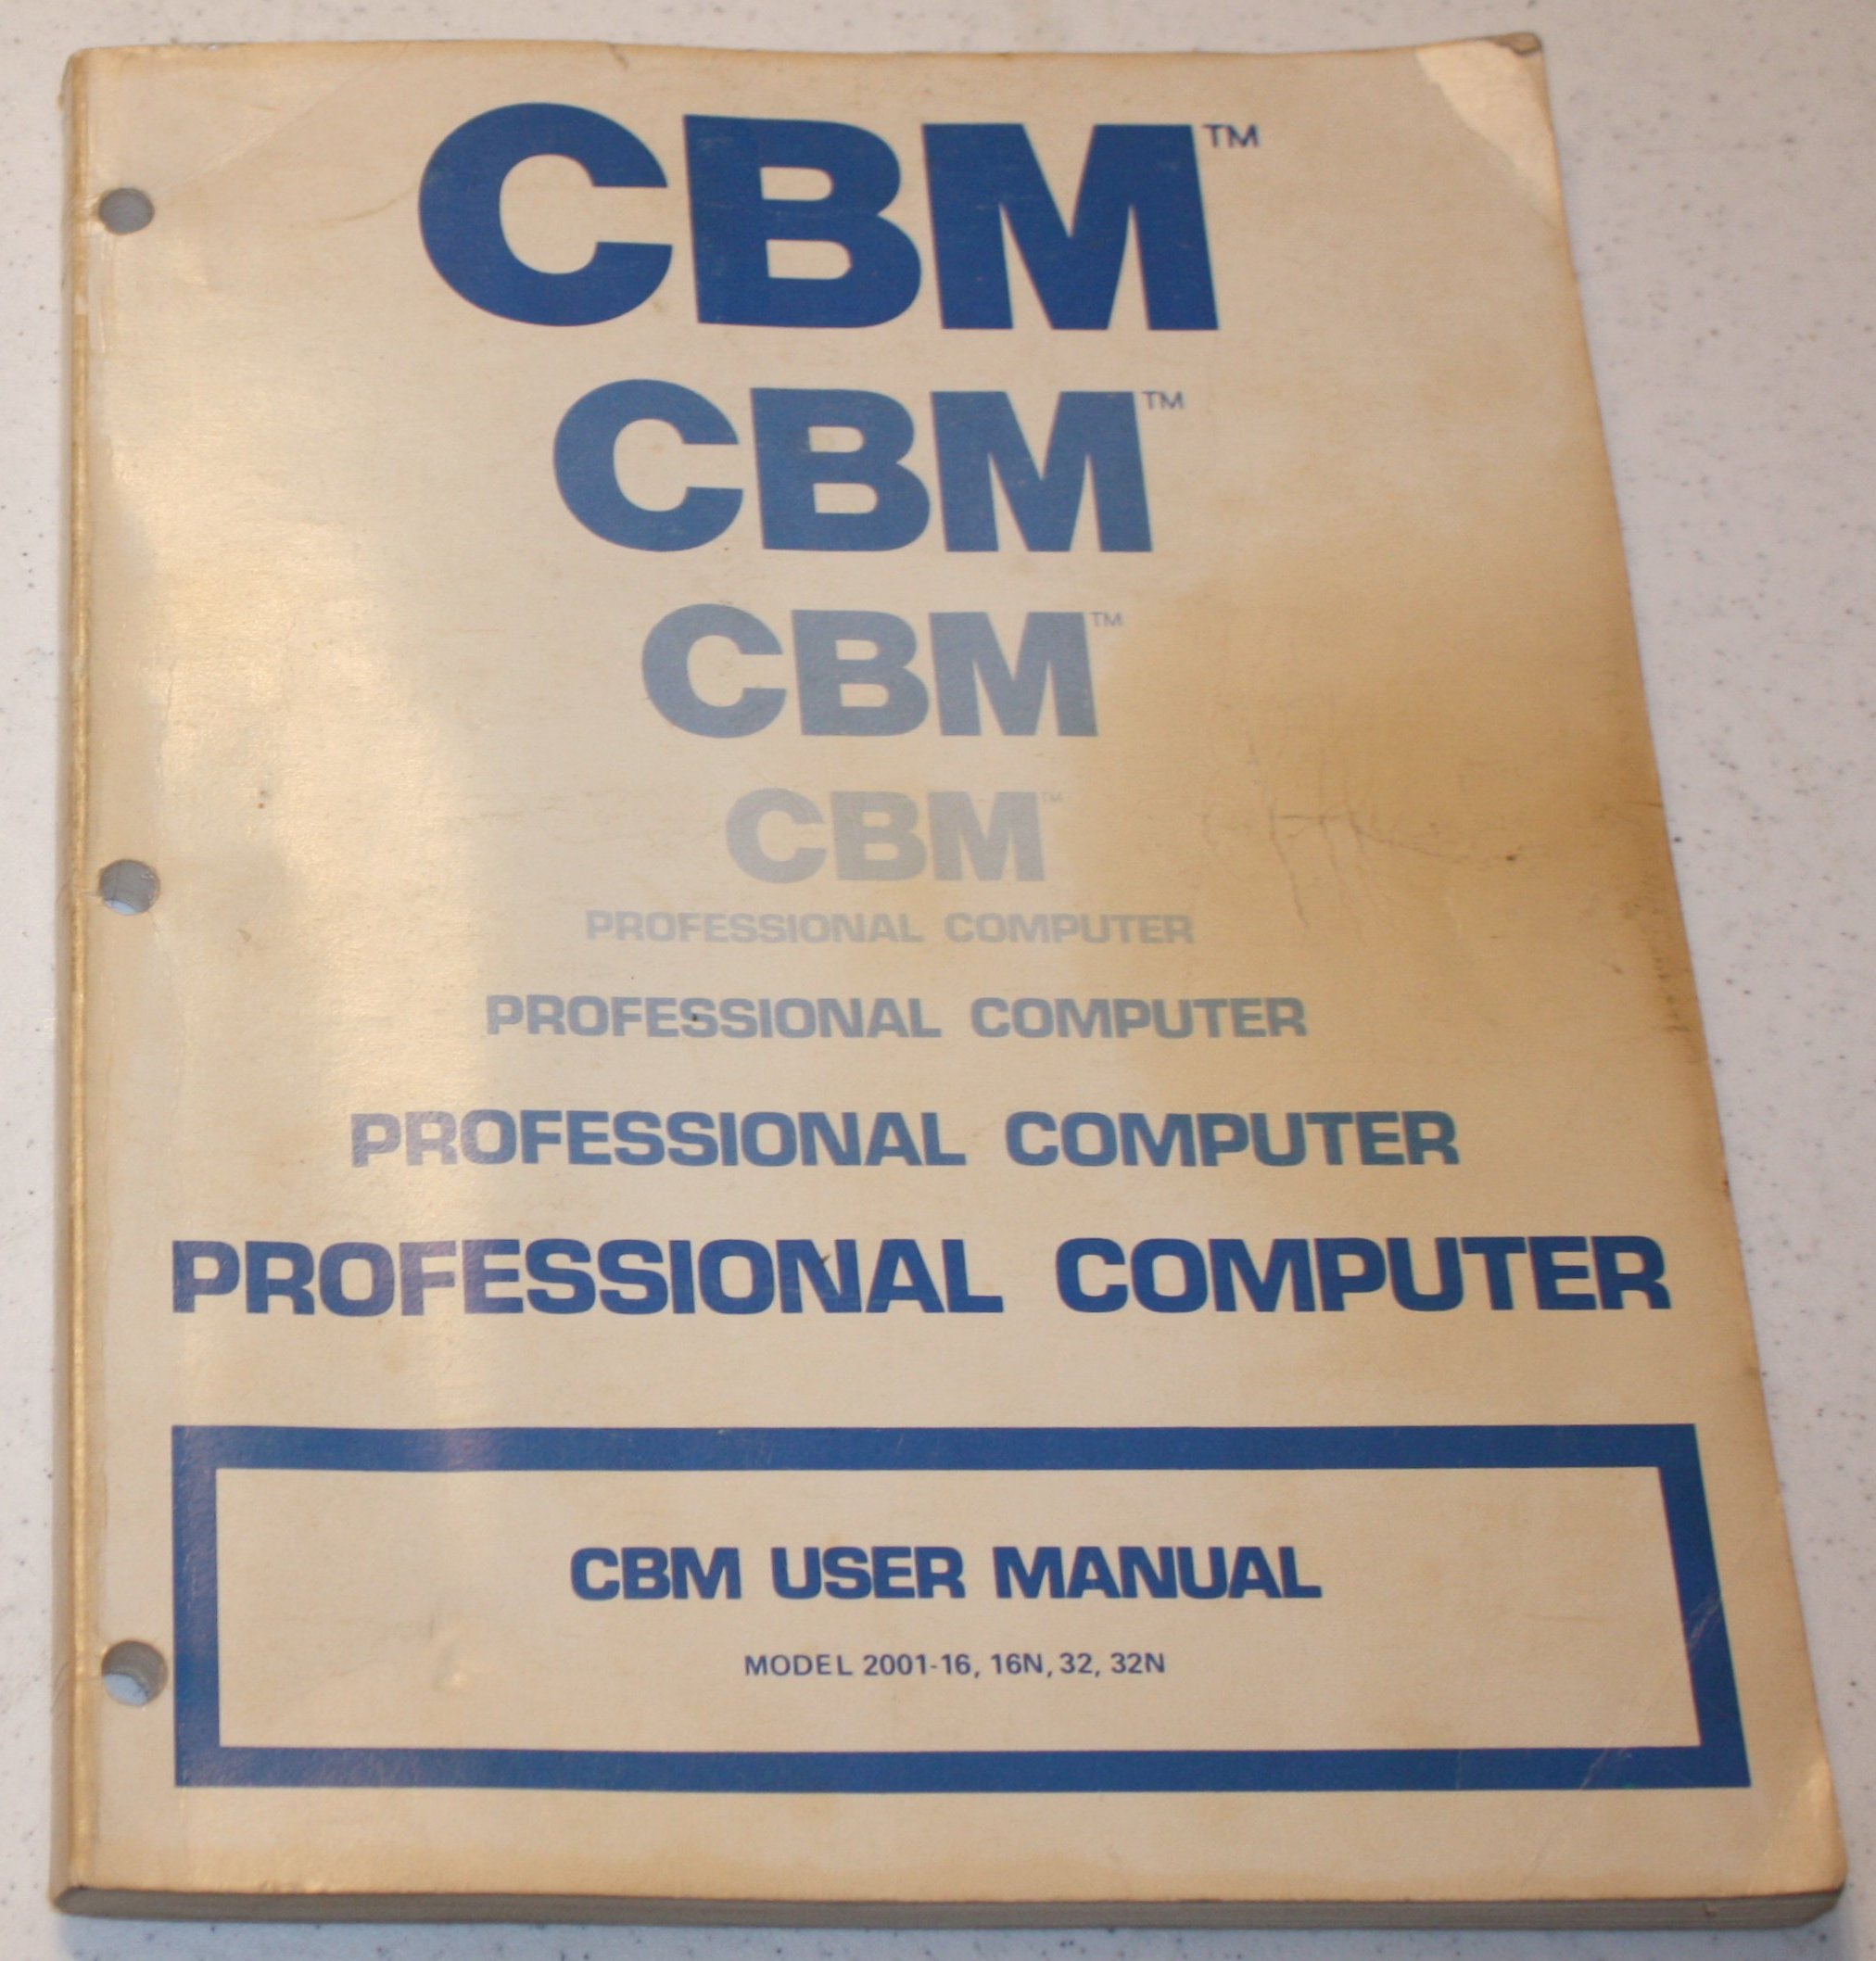 CBM™
CBM™
CBM™
CBM™
PROFESSIONAL COMPUTER
PROFESSIONAL COMPUTER
PROFESSIONAL COMPUTER
PROFESSIONAL COMPUTER
CBM USER MANUAL
MODEL 2001-16, 16N, 32, 32N